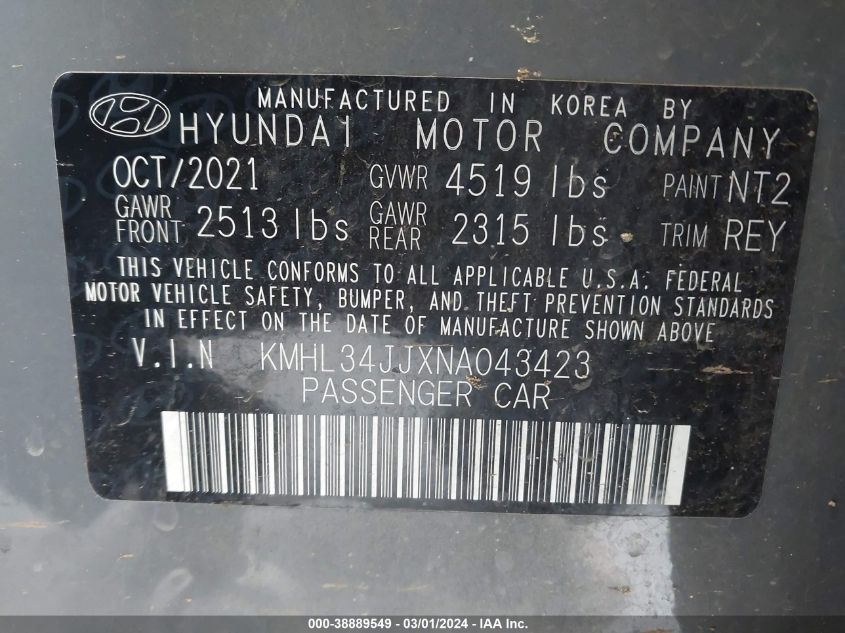 MANUFACTURED IN KOREA BY
HYUNDAI MOTOR COMPANY
OCT/2021 GVWR 4519 lbs PAINT NT2
GAWR FRONT 2513 lbs GAWR REAR 2315 lbs TRIM REY
THIS VEHICLE CONFORMS TO ALL APPLICABLE U.S.A. FEDERAL
MOTOR VEHICLE SAFETY, BUMPER, AND THEFT PREVENTION STANDARDS
IN EFFECT ON THE DATE OF MANUFACTURE SHOWN ABOVE
V.I.N KMHL34JJXNA043423
PASSENGER CAR
000-38889549 - 03/01/2024 - IAA Inc.